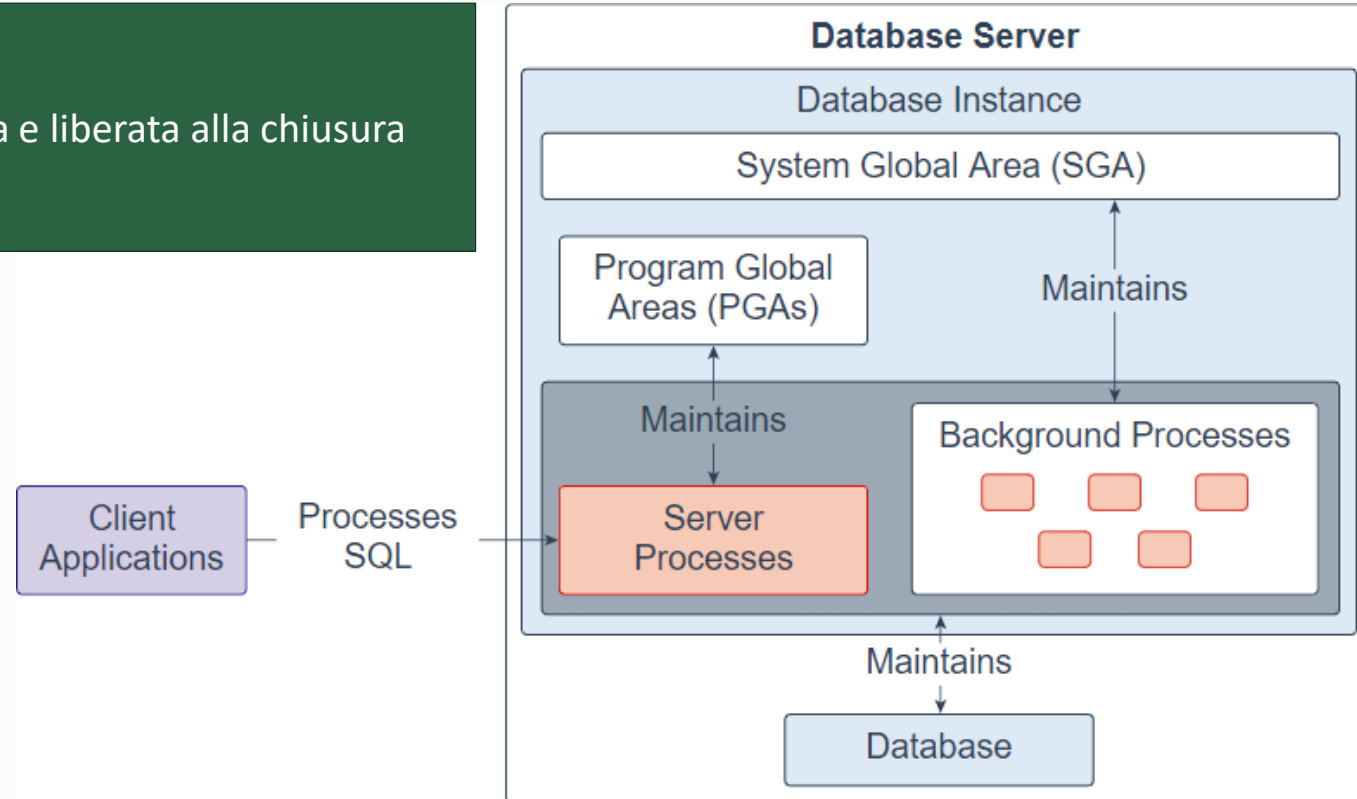 e liberata alla chiusura
Database Server
Database Instance
System Global Area (SGA)
Program Global
Areas (PGAs)
Maintains
Maintains
Background Processes
Client
Applications
Processes
SQL
Server
Processes
Maintains
Database